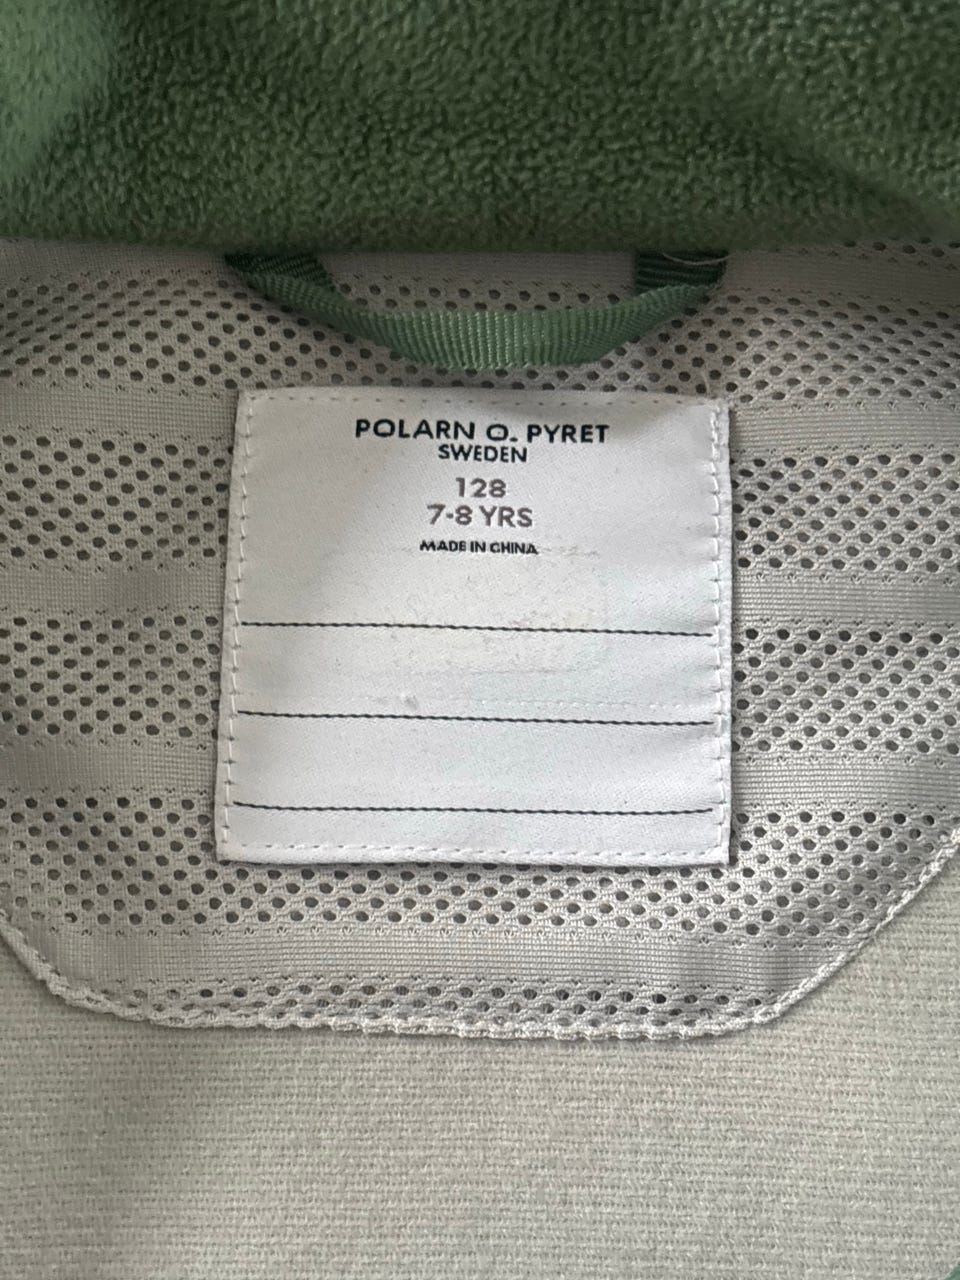 POLARN O. PYRET
SWEDEN
128
7-8 YRS
MADE IN CHINA